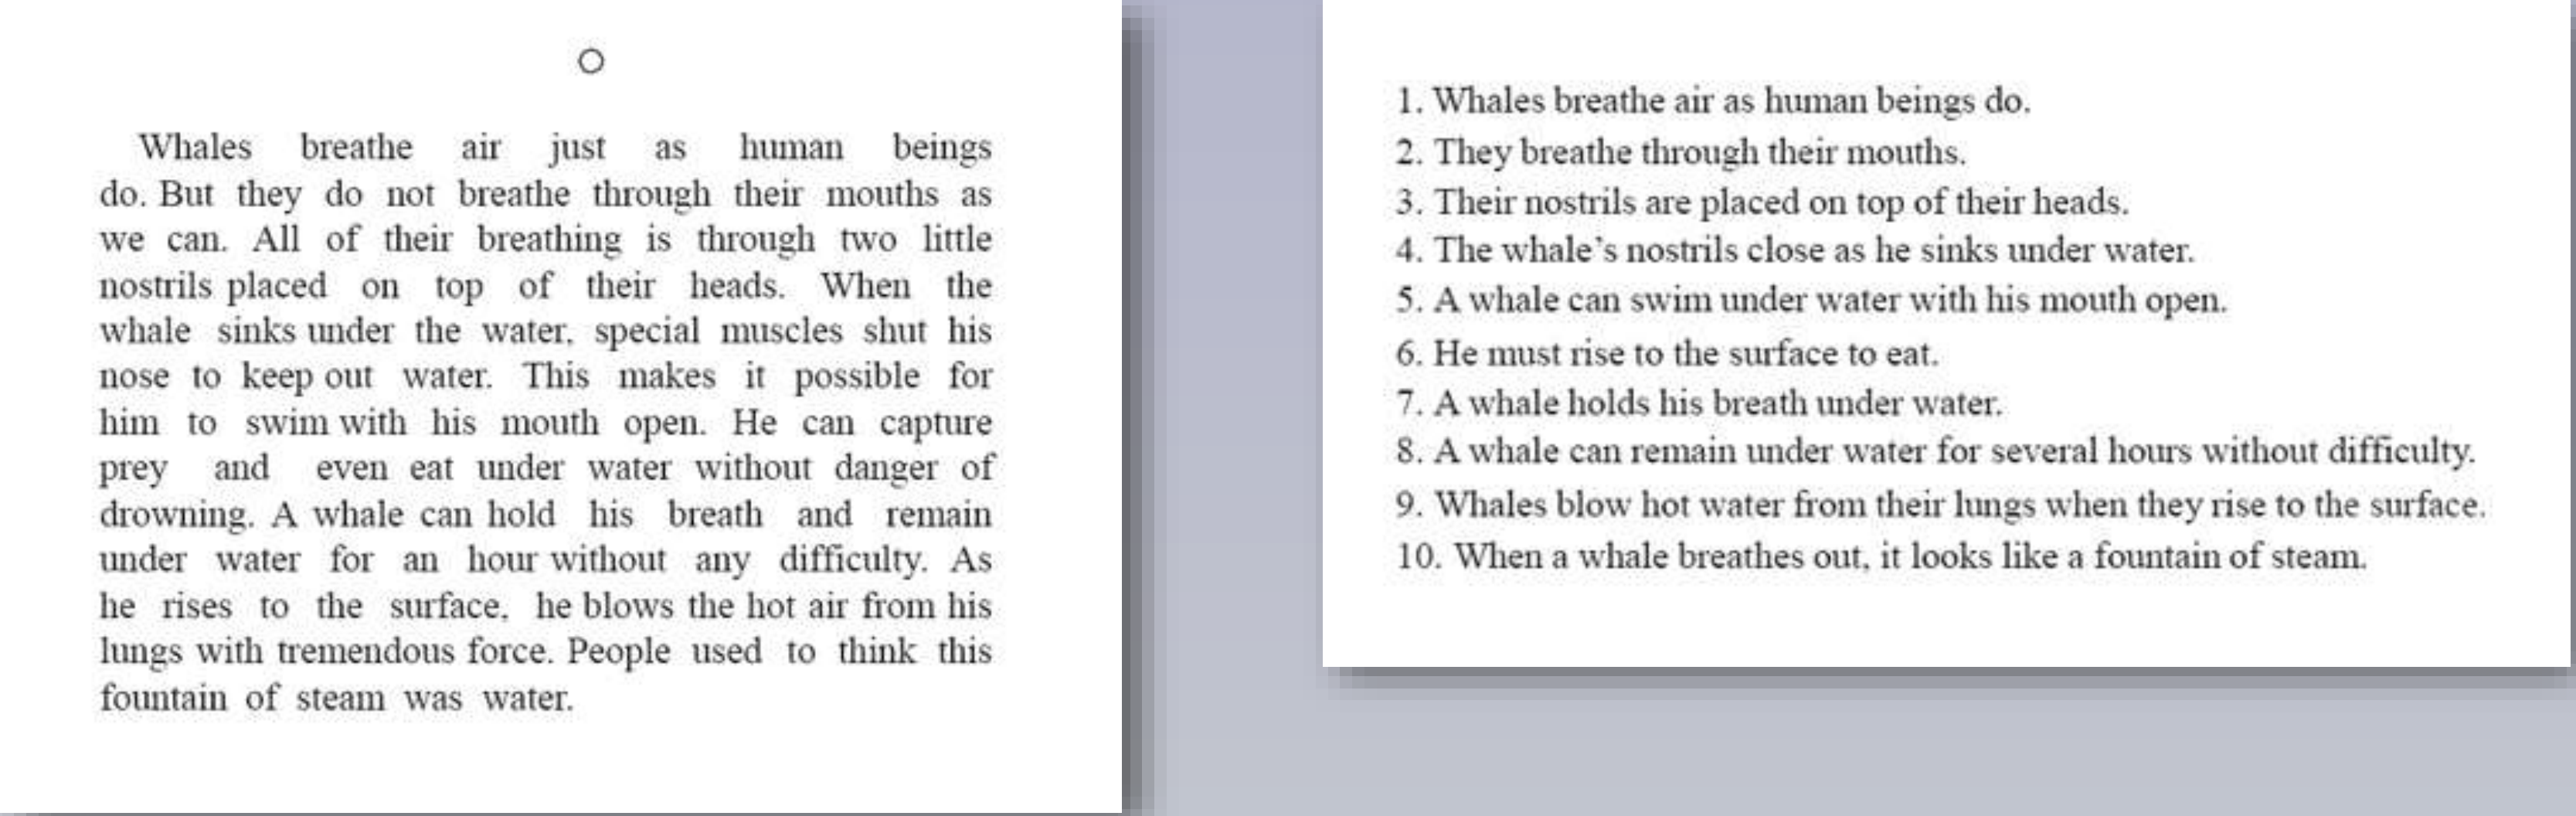 Whales breathe air just as human beings
do. But they do not breathe through their mouths as
we can. All of their breathing is through two little
nostrils placed on top of their heads. When the
whale sinks under the water, special muscles shut his
nose to keep out water. This makes it possible for
him to swim with his mouth open. He can capture
prey and even eat under water without danger of
drowning. A whale can hold his breath and remain
under water for an hour without any difficulty. As
he rises to the surface, he blows the hot air from his
lungs with tremendous force. People used to think this
fountain of steam was water.
1. Whales breathe air as human beings do.
2. They breathe through their mouths.
3. Their nostrils are placed on top of their heads.
4. The whale's nostrils close as he sinks under water.
5. A whale can swim under water with his mouth open.
6. He must rise to the surface to eat.
7. A whale holds his breath under water.
8. A whale can remain under water for several hours without difficulty.
9. Whales blow hot water from their lungs when they rise to the surface.
10. When a whale breathes out, it looks like a fountain of steam.